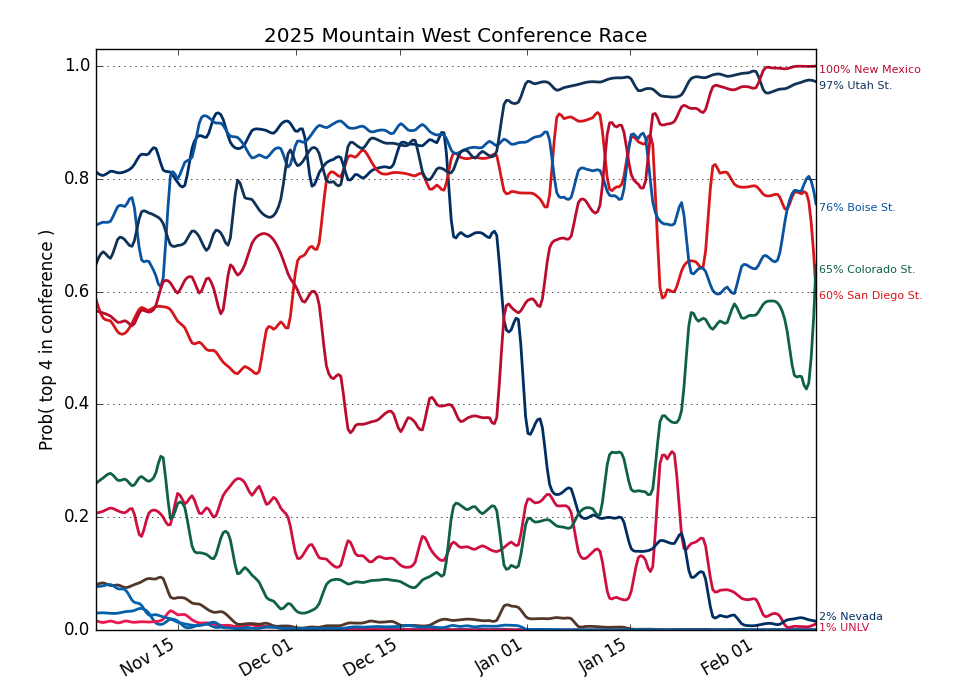 2025 Mountain West Conference Race
1.0
0.8
0.6
0.4
0.2
0.0
Prob( top 4 in conference )
Nov 15
Dec 01
Dec 15
Jan 01
Jan 15
Feb 01
100% New Mexico
97% Utah St.
76% Boise St.
65% Colorado St.
60% San Diego St.
2% Nevada
1% UNLV